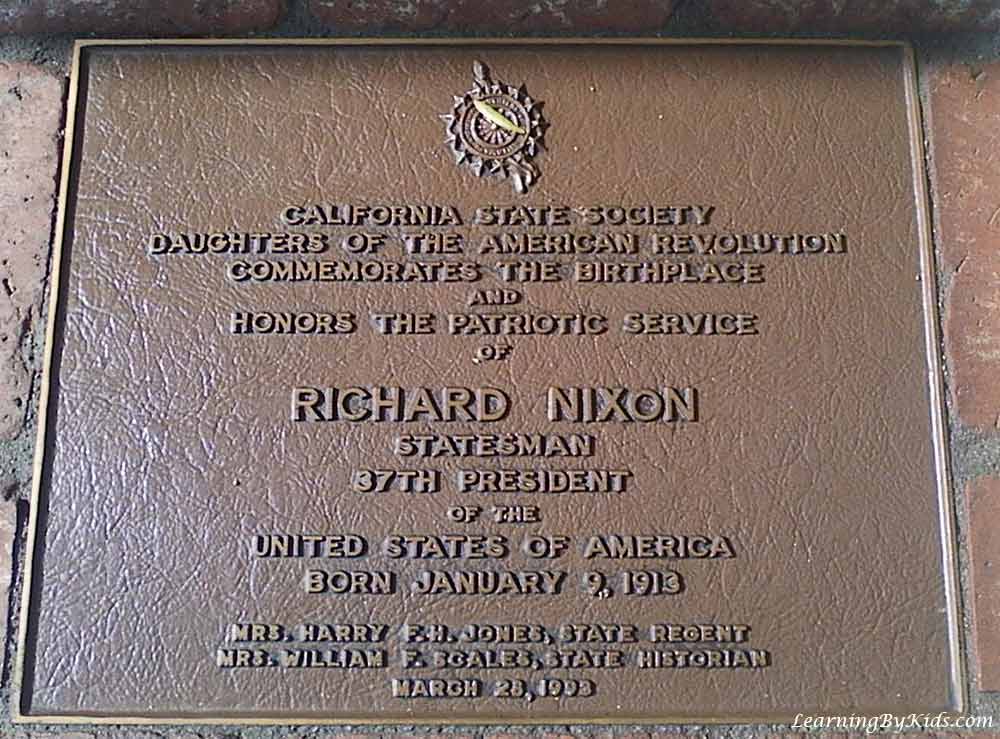 CALIFORNIA STATE SOCIETY
DAUGHTERS OF THE AMERICAN REVOLUTION
COMMEMORATES THE BIRTHPLACE
AND
HONORS THE PATRIOTIC SERVICE
OF
RICHARD NIXON
STATESMAN
37TH PRESIDENT
OF THE
UNITED STATES OF AMERICA
BORN JANUARY 9, 1913
MRS. HARRY F.H. JONES, STATE REGENT
MRS. WILLIAM F. SCALES, STATE HISTORIAN
MARCH
LearningByKids.com